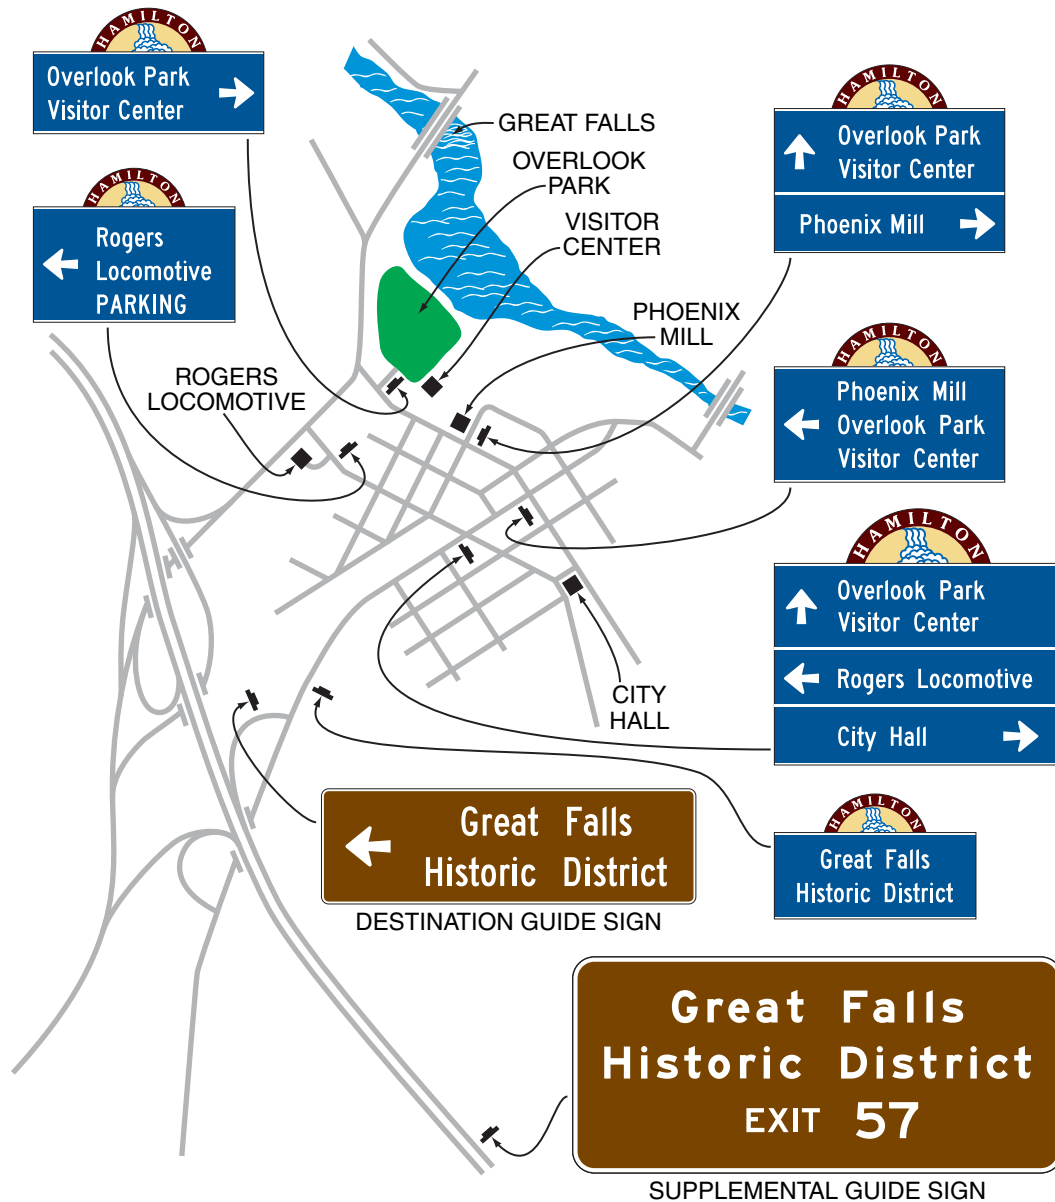 HAMILTON
Overlook Park
Visitor Center
HAMILTON
Rogers
Locomotive
PARKING
GREAT FALLS
OVERLOOK
PARK
VISITOR
CENTER
PHOENIX
MILL
ROGERS
LOCOMOTIVE
CITY
HALL
HAMILTON
Overlook Park
Visitor Center
Phoenix Mill
HAMILTON
Phoenix Mill
Overlook Park
Visitor Center
HAMILTON
Overlook Park
Visitor Center
Rogers Locomotive
City Hall
HAMILTON
Great Falls
Historic District
Great Falls
Historic District
DESTINATION GUIDE SIGN
Great Falls
Historic District
EXIT 57
SUPPLEMENTAL GUIDE SIGN